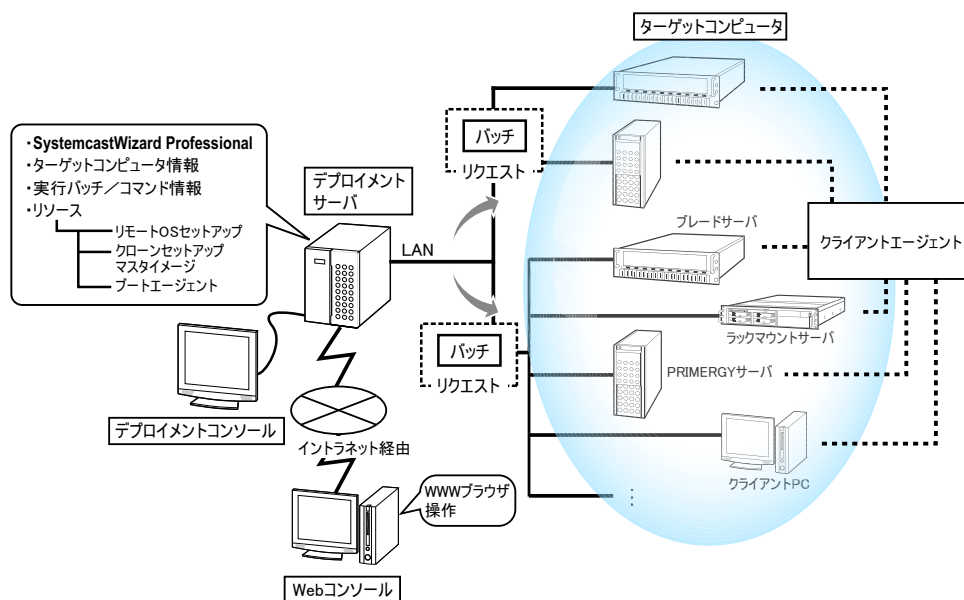 ターゲットコンピュータ
・SystemcastWizard Professional
・ターゲットコンピュータ情報
・実行バッチ／コマンド情報
・リソース
リモートOSセットアップ
クローンセットアップ
マスタイメージ
ブートエージェント
デプロイメント
サーバ
LAN
バッチ
リクエスト
ブレードサーバ
クライアントエージェント
ラックマウントサーバ
バッチ
リクエスト
PRIMERGYサーバ
デプロイメントコンソール
イントラネット経由
クライアントPC
WWWブラウザ
操作
Webコンソール